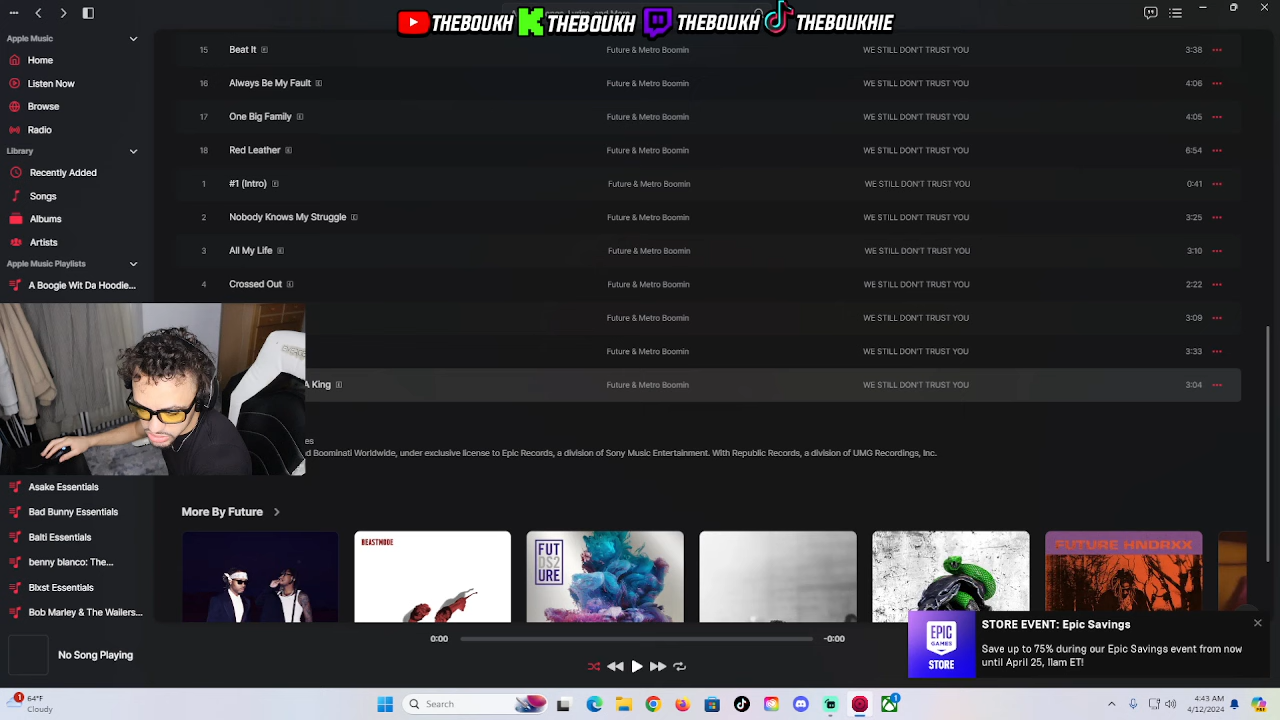 THEBOUKH THEBOUKH THEBOUKH THEBOUKHIE
Apple Music
Home
Listen Now
Browse
Radio
Library
Recently Added
Songs
Albums
Artists
Apple Music Playlists
A Boogie Wit Da Hoodie...
Asake Essentials
Bad Bunny Essentials
Balti Essentials
benny blanco: The...
Blxst Essentials
Bob Marley & The Wailers...
15 Beat It E Future & Metro Boomin WE STILL DON'T TRUST YOU 3:38
16 Always Be My Fault E Future & Metro Boomin WE STILL DON'T TRUST YOU 4:06
17 One Big Family E Future & Metro Boomin WE STILL DON'T TRUST YOU 4:05
18 Red Leather E Future & Metro Boomin WE STILL DON'T TRUST YOU 6:54
1 #1 (Intro) E Future & Metro Boomin WE STILL DON'T TRUST YOU 0:41
2 Nobody Knows My Struggle E Future & Metro Boomin WE STILL DON'T TRUST YOU 3:25
3 All My Life E Future & Metro Boomin WE STILL DON'T TRUST YOU 3:10
4 Crossed Out E Future & Metro Boomin WE STILL DON'T TRUST YOU 2:22
Future & Metro Boomin WE STILL DON'T TRUST YOU 3:09
Future & Metro Boomin WE STILL DON'T TRUST YOU 3:33
A King E Future & Metro Boomin WE STILL DON'T TRUST YOU 3:04
es
d Boominati Worldwide, under exclusive license to Epic Records, a division of Sony Music Entertainment. With Republic Records, a division of UMG Recordings, Inc.
More By Future
BEASTMODE
FUT
DS2
URE
FUTURE HNDRXX
EPIC
GAMES
STORE
STORE EVENT: Epic Savings
Save up to 75% during our Epic Savings event from now
until April 25, 11am ET!
No Song Playing
0:00 -0:00
1
64°F
Cloudy
Search
1
4:43 AM
4/12/2024